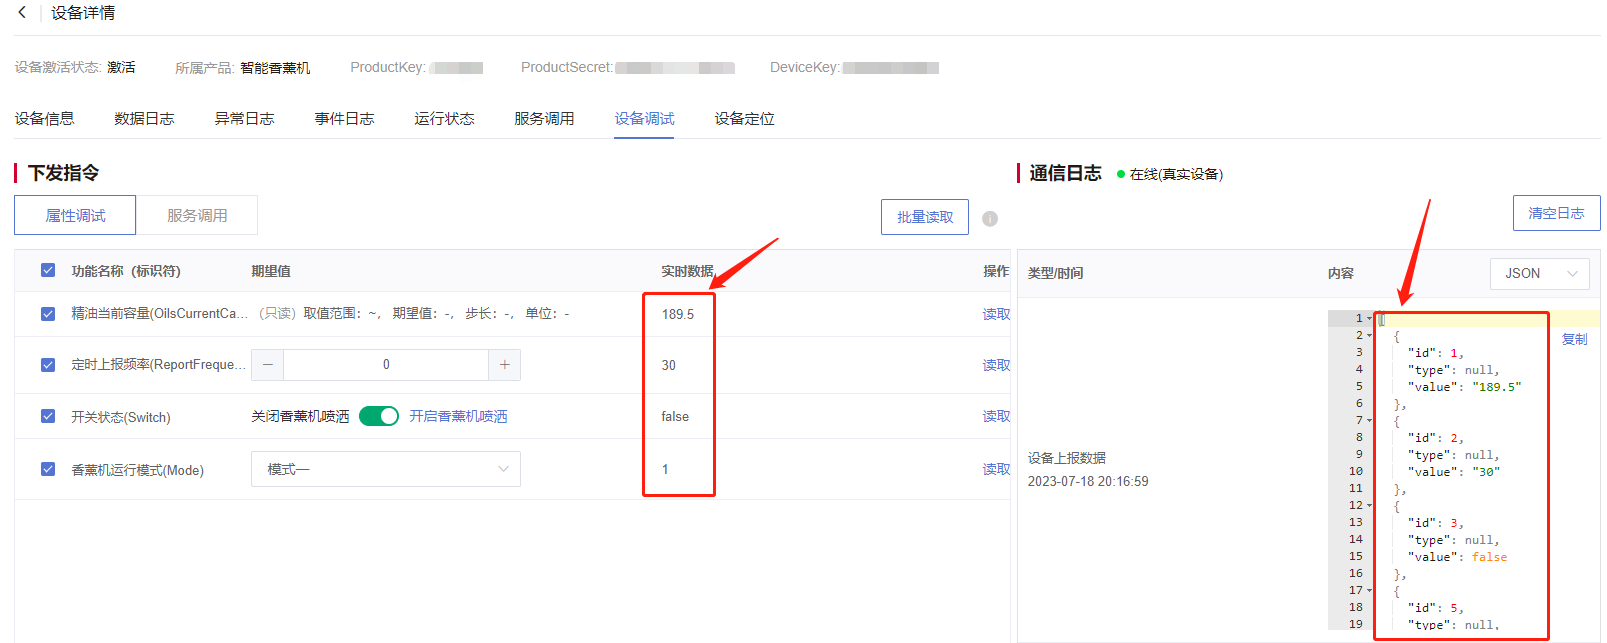 设备详情
设备激活状态: 激活 所属产品: 智能香薰机 ProductKey: ProductSecret: DeviceKey:
设备信息 数据日志 异常日志 事件日志 运行状态 服务调用 设备调试 设备定位
下发指令
属性调试 服务调用 批量读取
功能名称（标识符） 期望值 实时数据 操作
精油当前容量(OilsCurrentCa... （只读）取值范围：~， 期望值：-， 步长：-， 单位：- 189.5 读取
定时上报频率(ReportFreque... 0 30 读取
开关状态(Switch) 关闭香薰机喷洒 开启香薰机喷洒 false 读取
香薰机运行模式(Mode) 模式一 1 读取
通信日志 在线(真实设备)
清空日志
类型/时间 内容 JSON
设备上报数据
2023-07-18 20:16:59
复制
1 [
2 {
3 "id": 1,
4 "type": null,
5 "value": "189.5"
6 },
7 {
8 "id": 2,
9 "type": null,
10 "value": "30"
11 },
12 {
13 "id": 3,
14 "type": null,
15 "value": false
16 },
17 {
18 "id": 5,
19 "type": null,